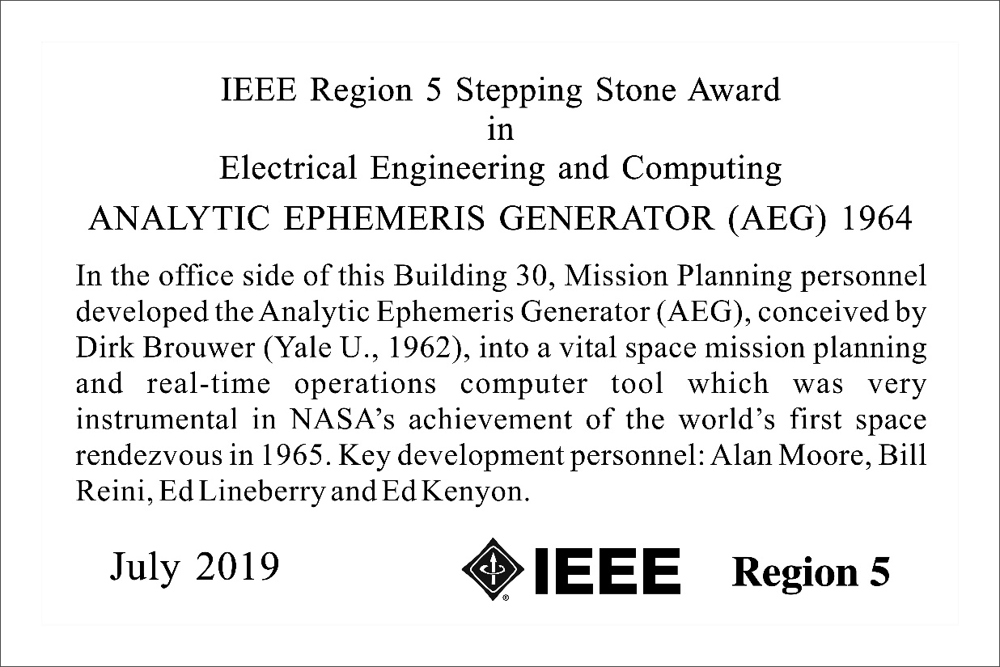 IEEE Region 5 Stepping Stone Award
in
Electrical Engineering and Computing
ANALYTIC EPHEMERIS GENERATOR (AEG) 1964
In the office side of this Building 30, Mission Planning personnel
developed the Analytic Ephemeris Generator (AEG), conceived by
Dirk Brouwer (Yale U., 1962), into a vital space mission planning
and real-time operations computer tool which was very
instrumental in NASA's achievement of the world's first space
rendezvous in 1965. Key development personnel: Alan Moore, Bill
Reini, Ed Lineberry and Ed Kenyon.
July 2019 ® IEEE Region 5